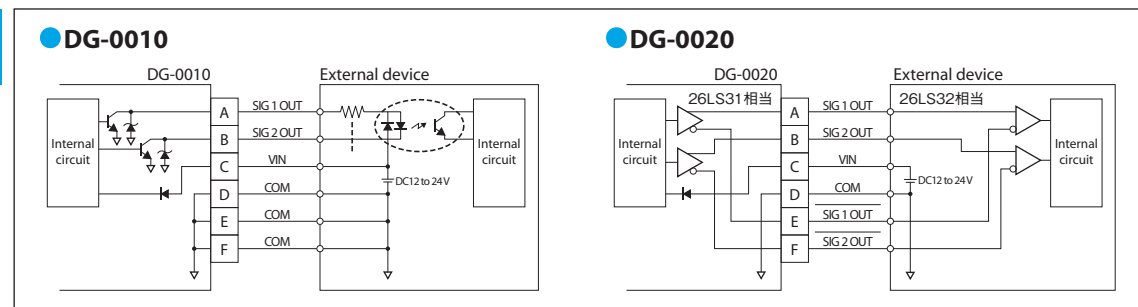 DG-0010
DG-0010
External device
Internal
circuit
A
SIG 1 OUT
B
SIG 2 OUT
C
VIN
D
COM
E
COM
F
COM
DC12 to 24V
Internal
circuit
DG-0020
DG-0020
External device
26LS31相当
26LS32相当
Internal
circuit
A
SIG 1 OUT
B
SIG 2 OUT
C
VIN
D
COM
E
SIG 1 OUT
F
SIG 2 OUT
DC12 to 24V
Internal
circuit